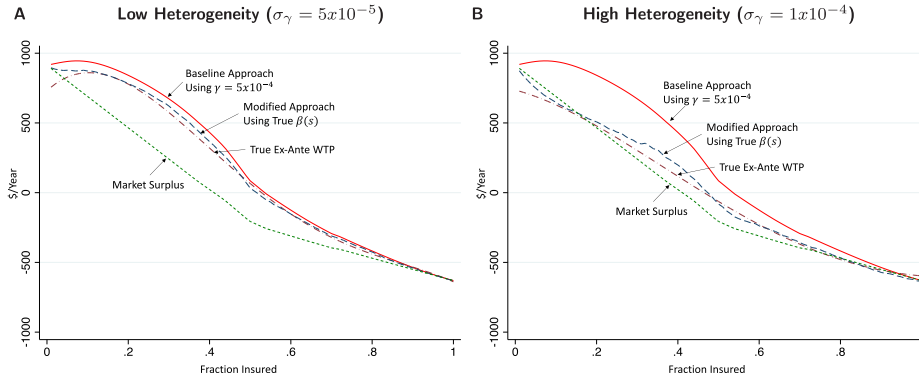 A
Low Heterogeneity (σγ = 5x10⁻⁵)
1000
500
0
-500
-1000
$/Year
0
.2
.4
.6
.8
1
Fraction Insured
Baseline Approach
Using γ = 5x10⁻⁴
Modified Approach
Using True β(s)
True Ex-Ante WTP
Market Surplus
B
High Heterogeneity (σγ = 1x10⁻⁴)
1000
500
0
-500
-1000
$/Year
0
.2
.4
.6
.8
Fraction Insured
Baseline Approach
Using γ = 5x10⁻⁴
Modified Approach
Using True β(s)
True Ex-Ante WTP
Market Surplus